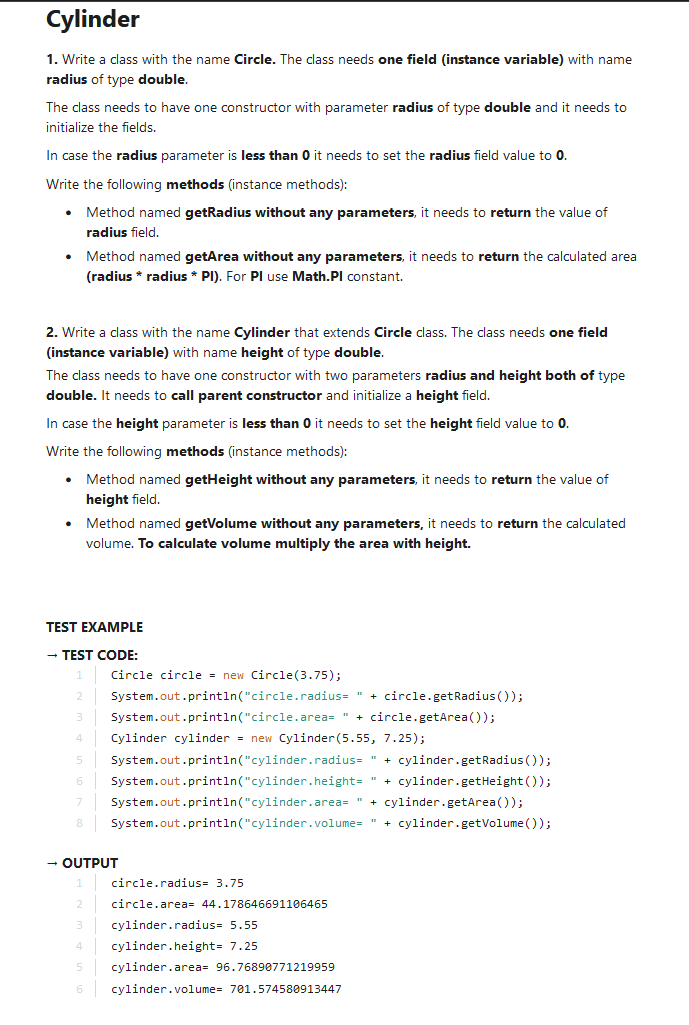 Cylinder
1. Write a class with the name Circle. The class needs one field (instance variable) with name
radius of type double.
The class needs to have one constructor with parameter radius of type double and it needs to
initialize the fields.
In case the radius parameter is less than 0 it needs to set the radius field value to 0.
Write the following methods (instance methods):
• Method named getRadius without any parameters, it needs to return the value of
radius field.
• Method named getArea without any parameters, it needs to return the calculated area
(radius * radius * PI). For PI use Math.PI constant.
2. Write a class with the name Cylinder that extends Circle class. The class needs one field
(instance variable) with name height of type double.
The class needs to have one constructor with two parameters radius and height both of type
double. It needs to call parent constructor and initialize a height field.
In case the height parameter is less than 0 it needs to set the height field value to 0.
Write the following methods (instance methods):
• Method named getHeight without any parameters, it needs to return the value of
height field.
• Method named getVolume without any parameters, it needs to return the calculated
volume. To calculate volume multiply the area with height.
TEST EXAMPLE
→ TEST CODE:
1 Circle circle = new Circle(3.75);
2 System.out.println("circle.radius= " + circle.getRadius());
3 System.out.println("circle.area= " + circle.getArea());
4 Cylinder cylinder = new Cylinder(5.55, 7.25);
5 System.out.println("cylinder.radius= " + cylinder.getRadius());
6 System.out.println("cylinder.height= " + cylinder.getHeight());
7 System.out.println("cylinder.area= " + cylinder.getArea());
8 System.out.println("cylinder.volume= " + cylinder.getVolume());
→ OUTPUT
1 circle.radius= 3.75
2 circle.area= 44.178646691106465
3 cylinder.radius= 5.55
4 cylinder.height= 7.25
5 cylinder.area= 96.76890771219959
6 cylinder.volume= 701.574580913447